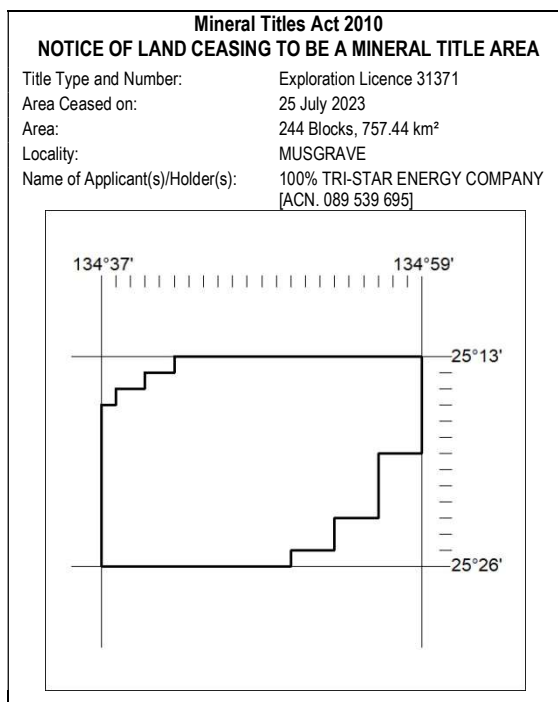 Mineral Titles Act 2010
NOTICE OF LAND CEASING TO BE A MINERAL TITLE AREA
Title Type and Number: Exploration Licence 31371
Area Ceased on: 25 July 2023
Area: 244 Blocks, 757.44 km²
Locality: MUSGRAVE
Name of Applicant(s)/Holder(s): 100% TRI-STAR ENERGY COMPANY
[ACN. 089 539 695]
134°37' 134°59'
25°13'
25°26'